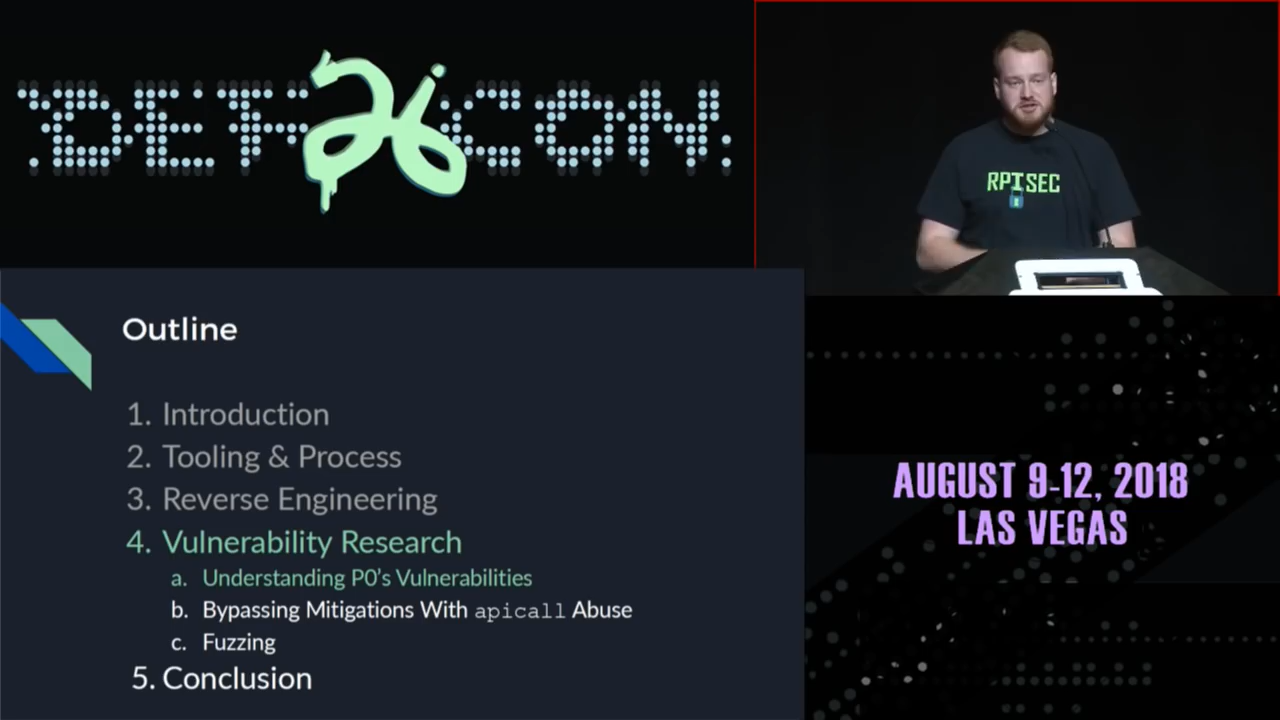 DEF CON
26
RPISEC
Outline
1. Introduction
2. Tooling & Process
3. Reverse Engineering
4. Vulnerability Research
a. Understanding P0's Vulnerabilities
b. Bypassing Mitigations With apicall Abuse
c. Fuzzing
5. Conclusion
AUGUST 9-12, 2018
LAS VEGAS